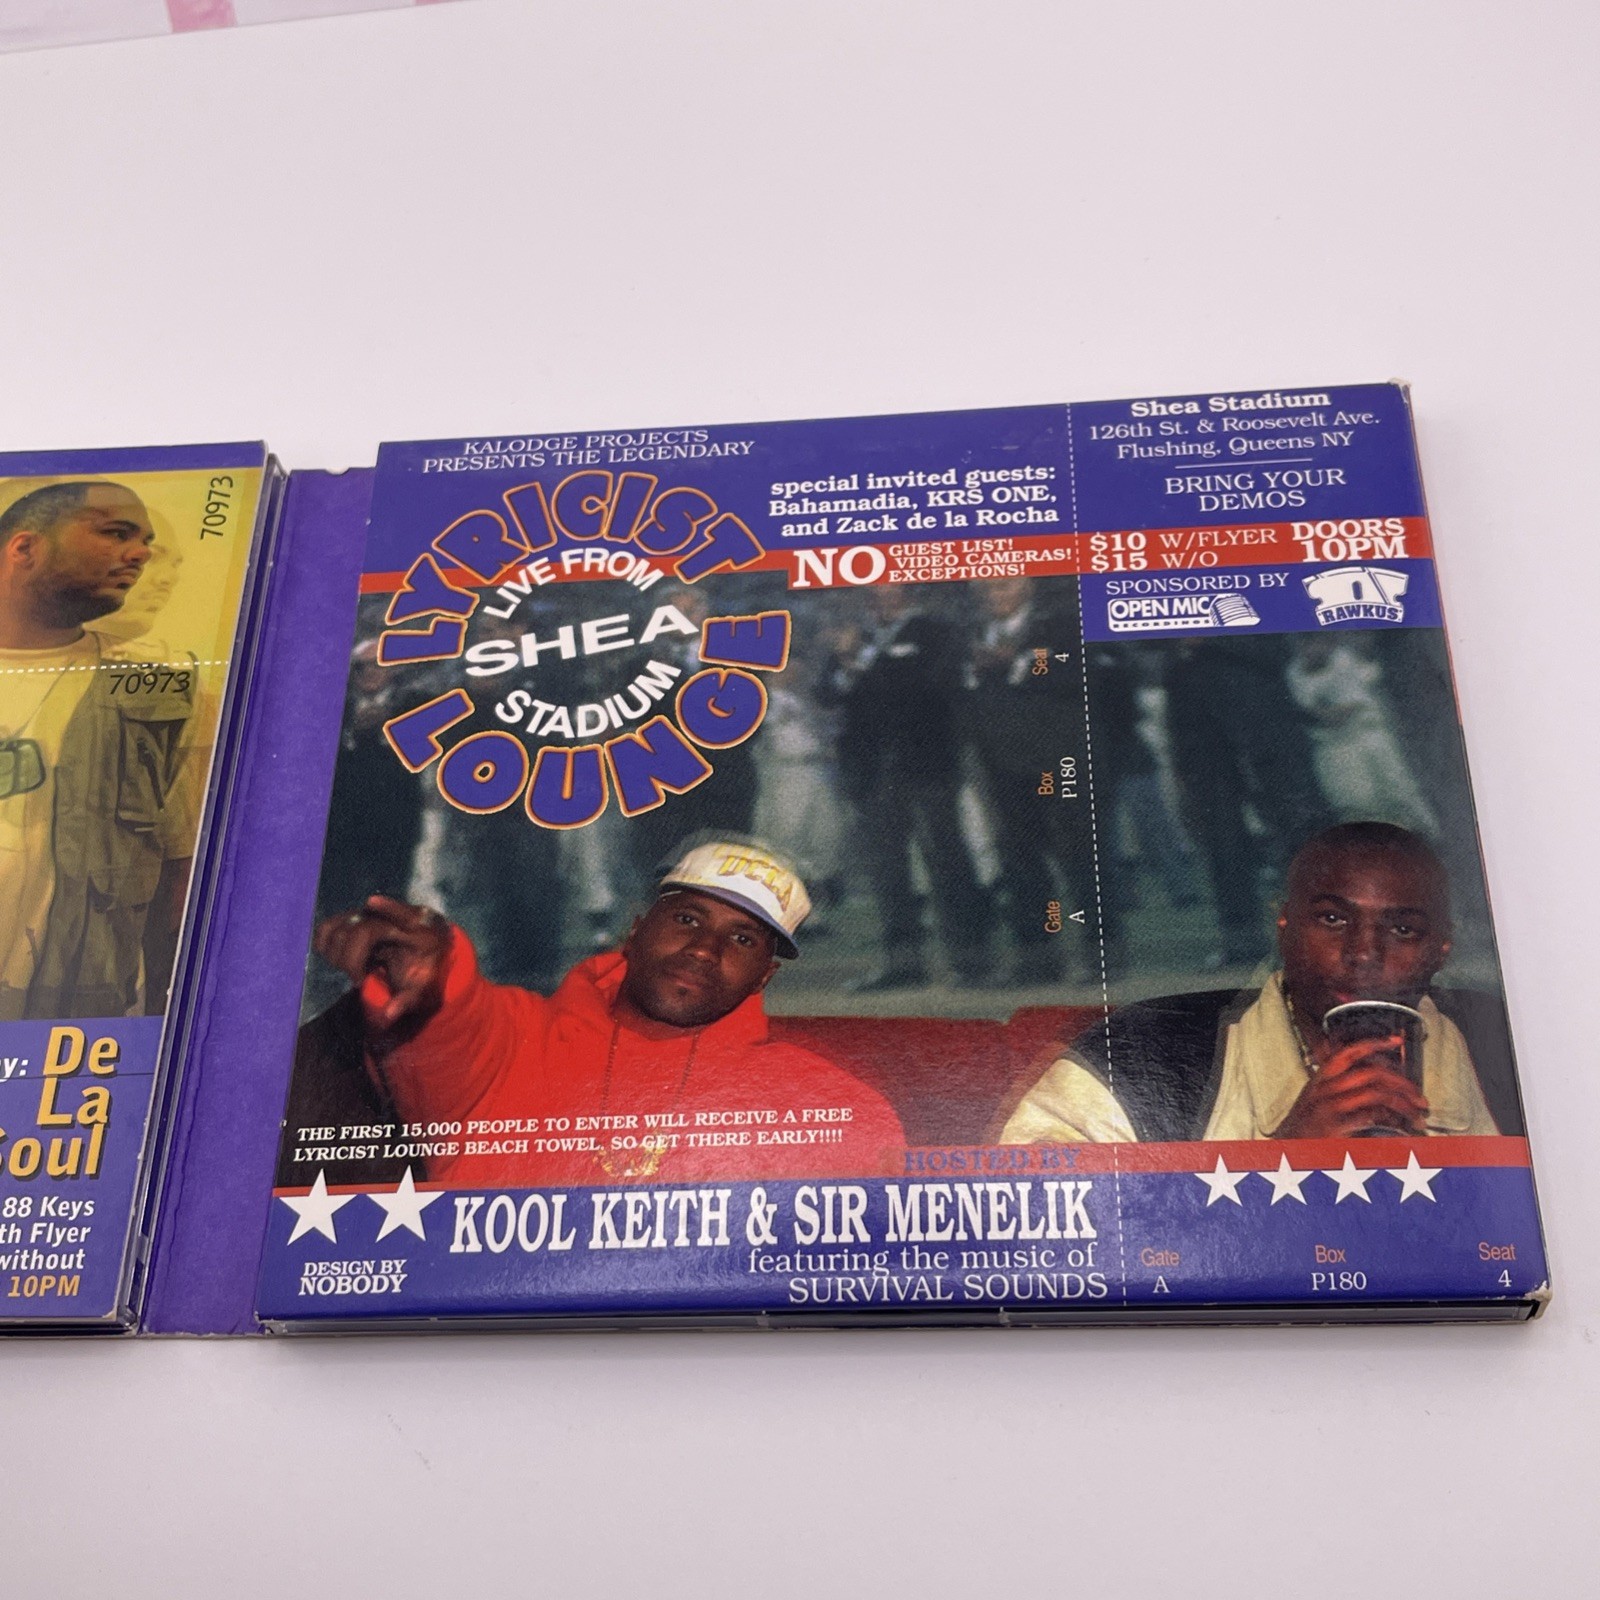 70973
70973
De
La
Soul
88 Keys
Flyer
without
10PM
KALODGE PROJECTS
PRESENTS THE LEGENDARY
LYRICIST
LOUNGE
LIVE FROM
SHEA
STADIUM
special invited guests:
Bahamadia, KRS ONE,
and Zack de la Rocha
NO
GUEST LIST!
VIDEO CAMERAS!
EXCEPTIONS!
Shea Stadium
126th St. & Roosevelt Ave.
Flushing, Queens NY
BRING YOUR
DEMOS
$10 W/FLYER
$15 W/O
DOORS
10PM
SPONSORED BY
OPEN MIC
RECORDINGS
RAWKUS
Seat
4
Box
P180
Gate
A
THE FIRST 15,000 PEOPLE TO ENTER WILL RECEIVE A FREE
LYRICIST LOUNGE BEACH TOWEL. SO GET THERE EARLY!!!!
HOSTED BY
KOOL KEITH & SIR MENELIK
featuring the music of
SURVIVAL SOUNDS
DESIGN BY
NOBODY
Gate
A
Box
P180
Seat
4